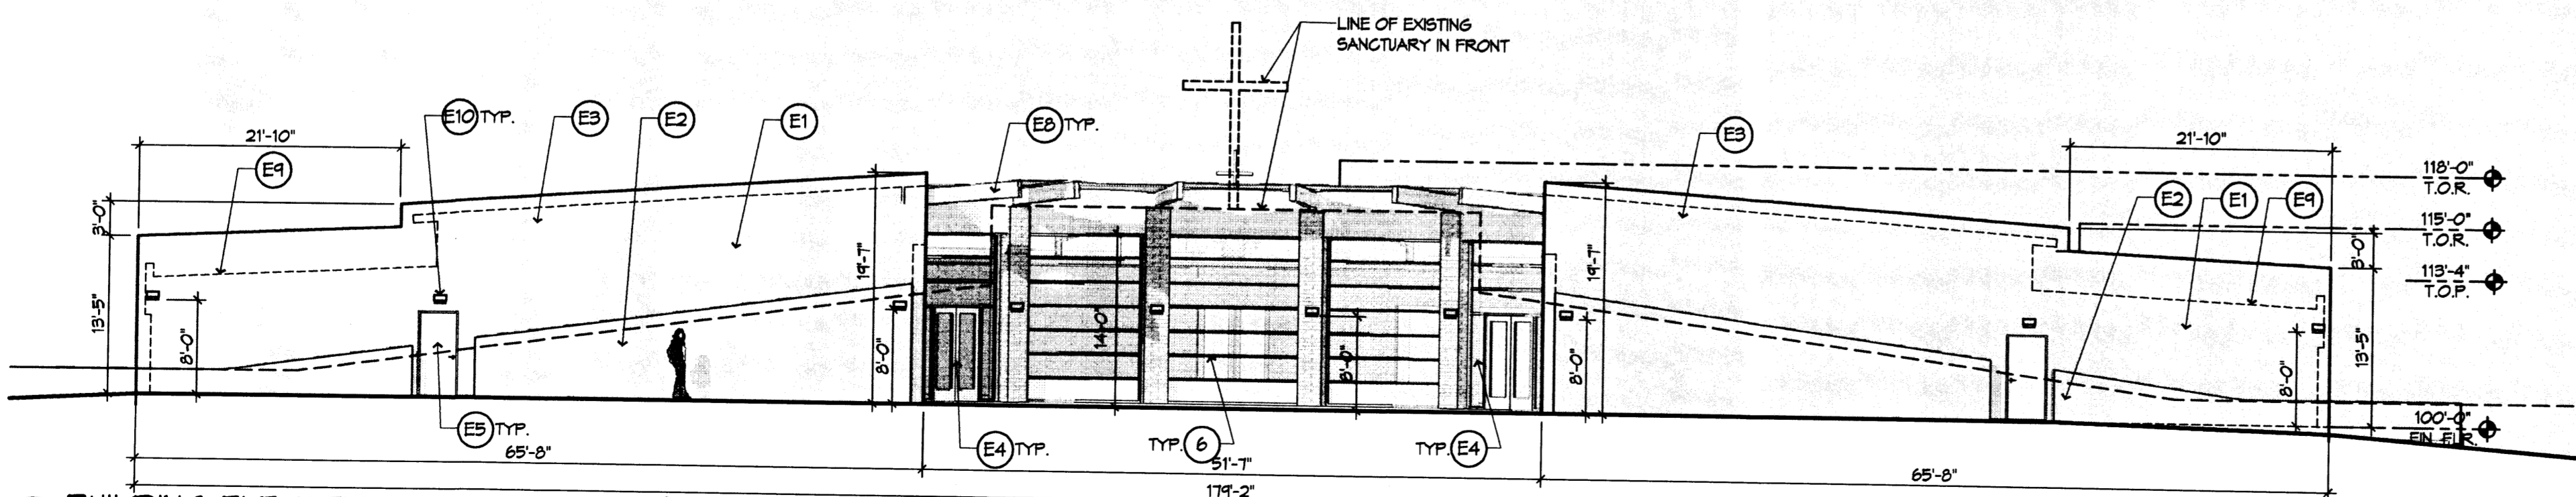 LINE OF EXISTING
SANCTUARY IN FRONT
E10 TYP.
E3
E2
E1
E8 TYP.
E3
21'-10"
21'-10"
E9
118'-0"
T.O.R.
E2
E1
E9
3'-0"
115'-0"
T.O.R.
3'-0"
19'-7"
19'-7"
113'-4"
T.O.P.
13'-5"
8'-0"
8'-0"
14'-0"
8'-0"
8'-0"
8'-0"
13'-5"
100'-0"
FIN. FLR.
E5 TYP.
E4 TYP.
TYP. 6
TYP. E4
65'-8"
51'-7"
65'-8"
179'-2"